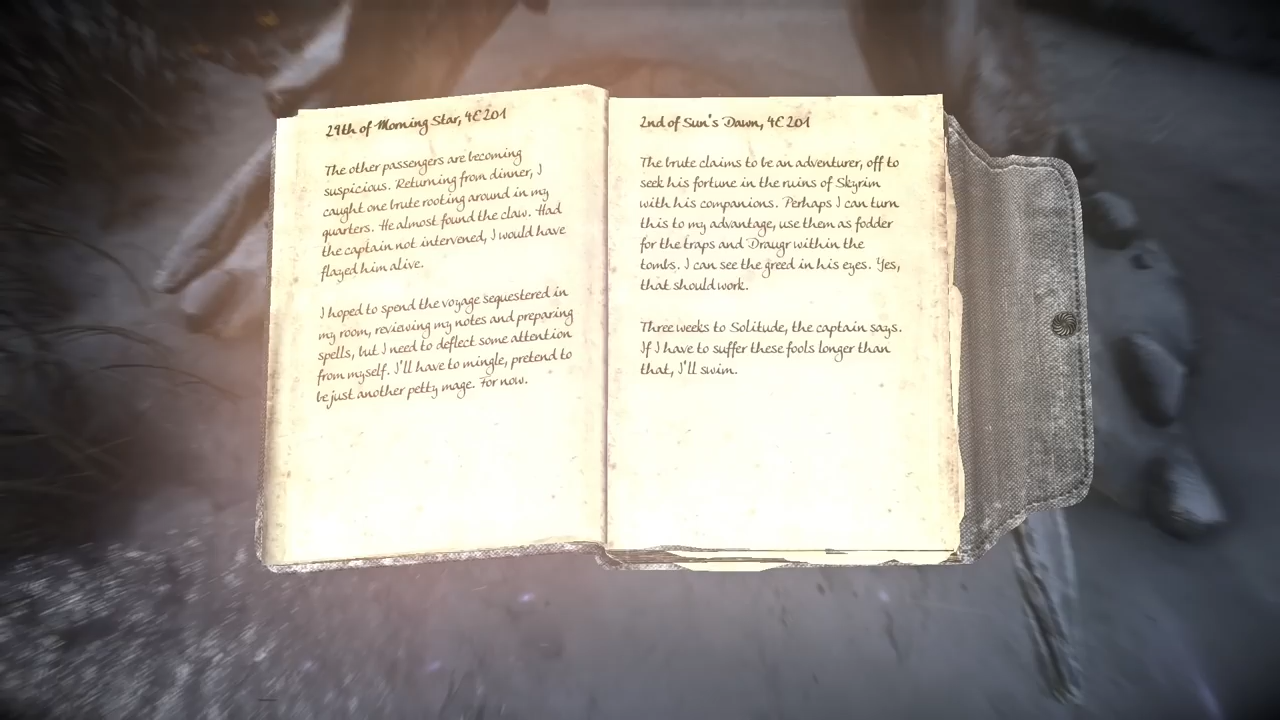 29th of Morning Star, 4E 201
The other passengers are becoming
suspicious. Returning from dinner, I
caught one brute rooting around in my
quarters. He almost found the claw. Had
the captain not intervened, I would have
flayed him alive.
I hoped to spend the voyage sequestered in
my room, reviewing my notes and preparing
spells, but I need to deflect some attention
from myself. I'll have to mingle, pretend to
be just another petty mage. For now.
2nd of Sun's Dawn, 4E 201
The brute claims to be an adventurer, off to
seek his fortune in the ruins of Skyrim
with his companions. Perhaps I can turn
this to my advantage, use them as fodder
for the traps and Draugr within the
tombs. I can see the greed in his eyes. Yes,
that should work.
Three weeks to Solitude, the captain says.
If I have to suffer these fools longer than
that, I'll swim.